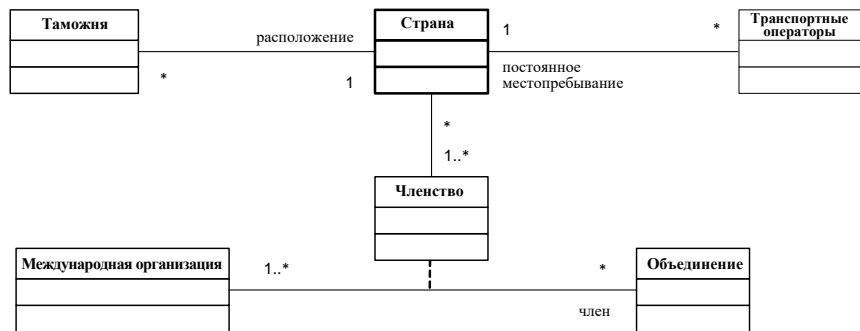 Таможня
расположение
Страна
1
*
Транспортные
операторы
*
1
постоянное
местопребывание
*
1..*
Членство
Международная организация
1..*
*
Объединение
член